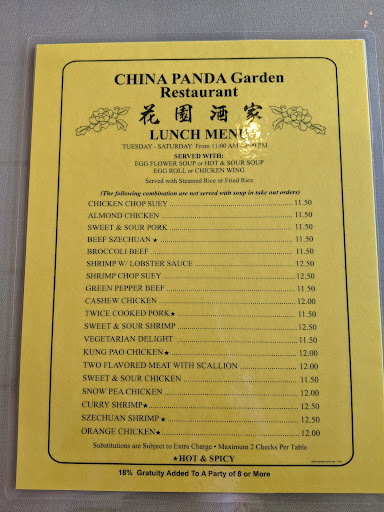 CHINA PANDA Garden
Restaurant
花園酒家
LUNCH MENU
TUESDAY - SATURDAY: From 11:00 AM - PM
SERVED WITH:
EGG FLOWER SOUP or HOT & SOUR SOUP
EGG ROLL or CHICKEN WING
Served with Steamed Rice or Fried Rice
(The following combination are not served with soup in take out orders)
CHICKEN CHOP SUEY 11.50
ALMOND CHICKEN 11.50
SWEET & SOUR PORK 11.50
BEEF SZECHUAN ★ 11.50
BROCCOLI BEEF 11.50
SHRIMP W/ LOBSTER SAUCE 12.50
SHRIMP CHOP SUEY 12.50
GREEN PEPPER BEEF 11.50
CASHEW CHICKEN 12.00
TWICE COOKED PORK★ 11.50
SWEET & SOUR SHRIMP 12.50
VEGETARIAN DELIGHT 11.50
KUNG PAO CHICKEN★ 12.00
TWO FLAVORED MEAT WITH SCALLION 12.00
SWEET & SOUR CHICKEN 11.50
SNOW PEA CHICKEN 12.00
CURRY SHRIMP★ 12.50
SZECHUAN SHRIMP ★ 12.50
ORANGE CHICKEN★ 12.00
Substitutions are Subject to Extra Charge • Maximum 2 Checks Per Table
★HOT & SPICY
18% Gratuity Added To A Party of 8 or More